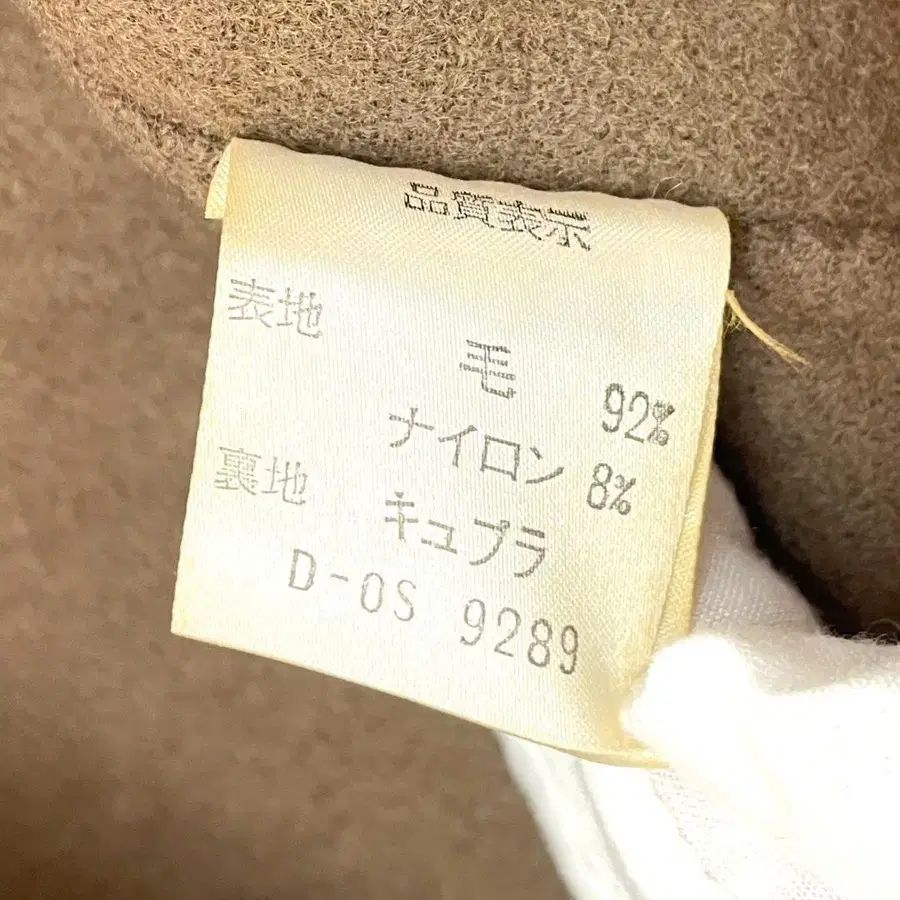 品質表示
表地
毛 92%
ナイロン 8%
裏地 キュプラ
D-OS 9289